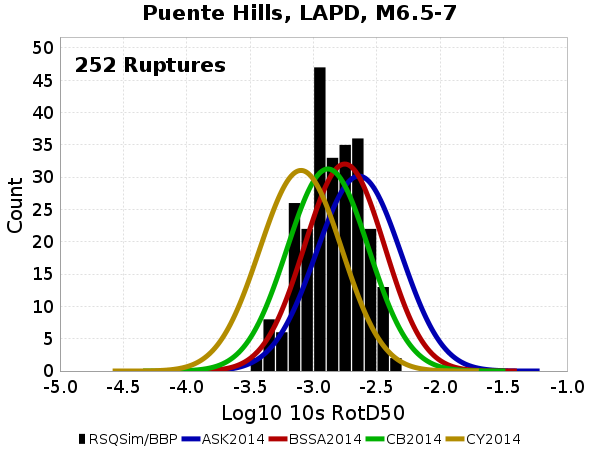 Puente Hills, LAPD, M6.5-7
252 Ruptures
50
45
40
35
30
25
20
15
10
5
0
Count
-5.0 -4.5 -4.0 -3.5 -3.0 -2.5 -2.0 -1.5 -1.0
Log10 10s RotD50
RSQSim/BBP ASK2014 BSSA2014 CB2014 CY2014